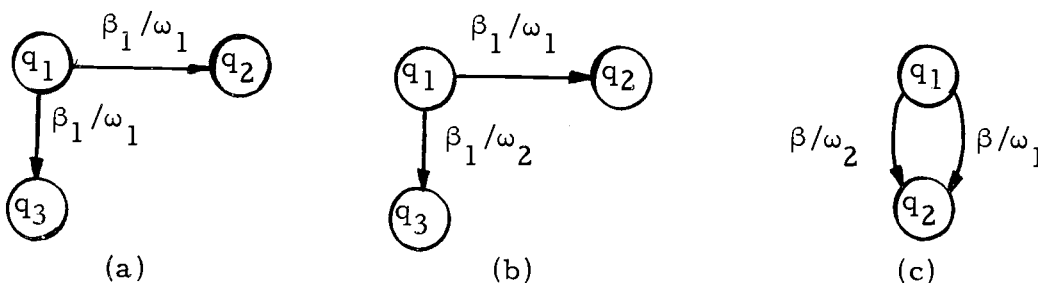 β₁/ω₁
q₁ q₂
β₁/ω₁
q₃
(a)
β₁/ω₁
q₁ q₂
β₁/ω₂
q₃
(b)
q₁
β/ω₂ β/ω₁
q₂
(c)